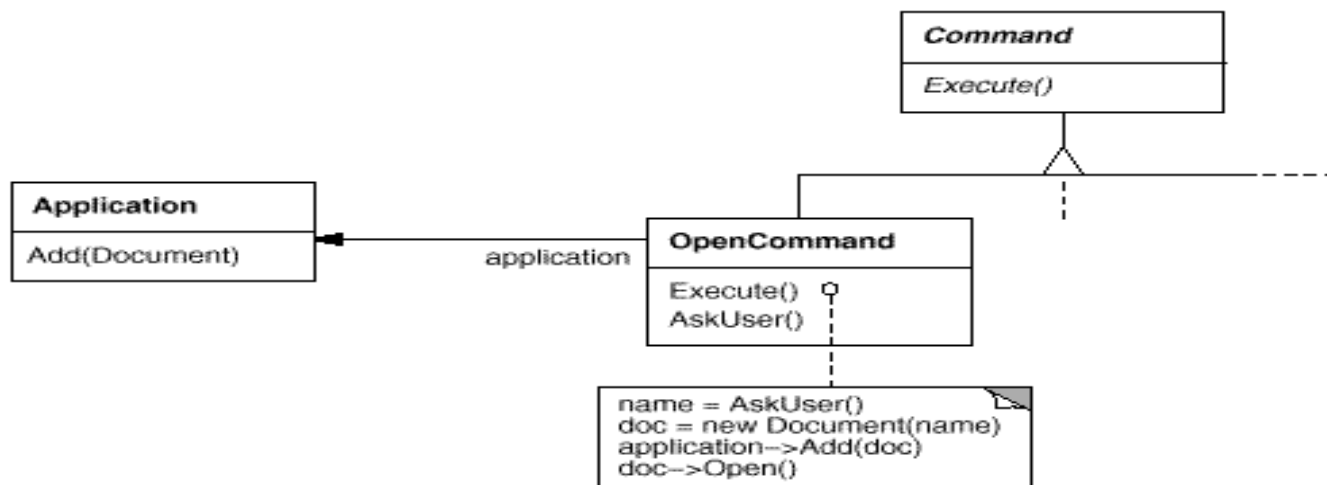 Command
Execute()
Application
Add(Document)
application
OpenCommand
Execute()
AskUser()
name = AskUser()
doc = new Document(name)
application–>Add(doc)
doc–>Open()